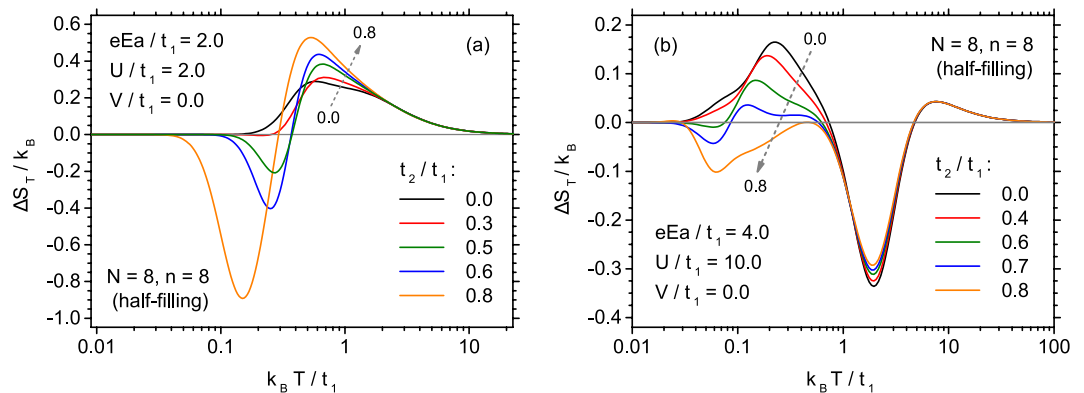 (a)
eEa / t1 = 2.0
U / t1 = 2.0
V / t1 = 0.0
0.8
0.0
N = 8, n = 8
(half-filling)
t2 / t1 :
0.0
0.3
0.5
0.6
0.8
ΔST / kB
0.4
0.2
0.0
-0.2
-0.4
-0.6
-0.8
-1.0
0.01
0.1
1
10
kB T / t1
(b)
0.0
N = 8, n = 8
(half-filling)
0.8
eEa / t1 = 4.0
U / t1 = 10.0
V / t1 = 0.0
t2 / t1 :
0.0
0.4
0.6
0.7
0.8
ΔST / kB
0.2
0.1
0.0
-0.1
-0.2
-0.3
-0.4
0.01
0.1
1
10
100
kB T / t1